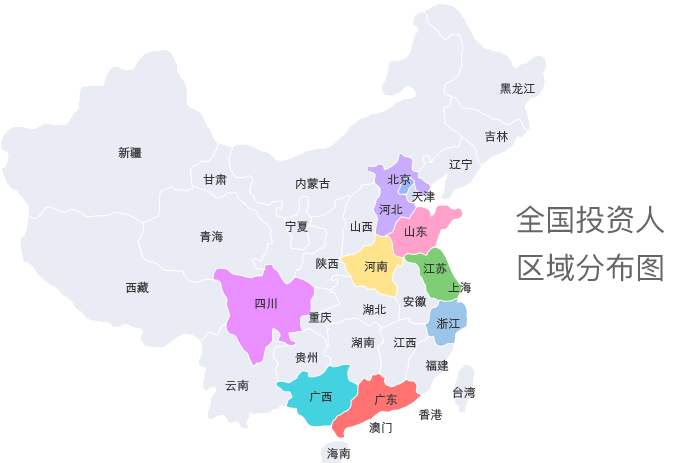 黑龙江
吉林
新疆
辽宁
甘肃
内蒙古
北京
天津
河北
宁夏
山西
山东
青海
全国投资人
区域分布图
陕西
河南
江苏
西藏
上海
四川
安徽
湖北
重庆
浙江
湖南
江西
贵州
福建
云南
台湾
广西
广东
香港
澳门
海南